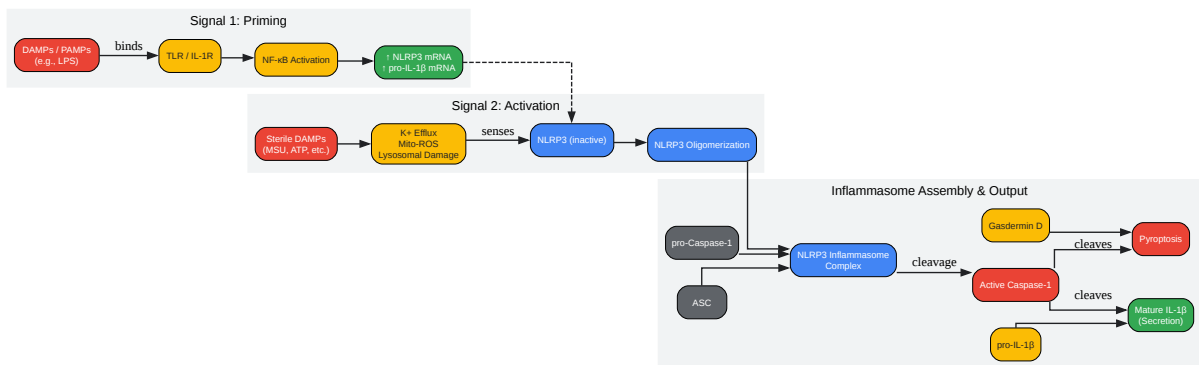 Signal 1: Priming
DAMPs / PAMPs
(e.g., LPS)
binds
TLR / IL-1R
NF-κB Activation
↑ NLRP3 mRNA
↑ pro-IL-1β mRNA
Signal 2: Activation
Sterile DAMPs
(MSU, ATP, etc.)
K+ Efflux
Mito-ROS
Lysosomal Damage
senses
NLRP3 (inactive)
NLRP3 Oligomerization
Inflammasome Assembly & Output
pro-Caspase-1
ASC
NLRP3 Inflammasome
Complex
cleavage
Gasdermin D
Active Caspase-1
pro-IL-1β
cleaves
cleaves
Pyroptosis
Mature IL-1β
(Secretion)